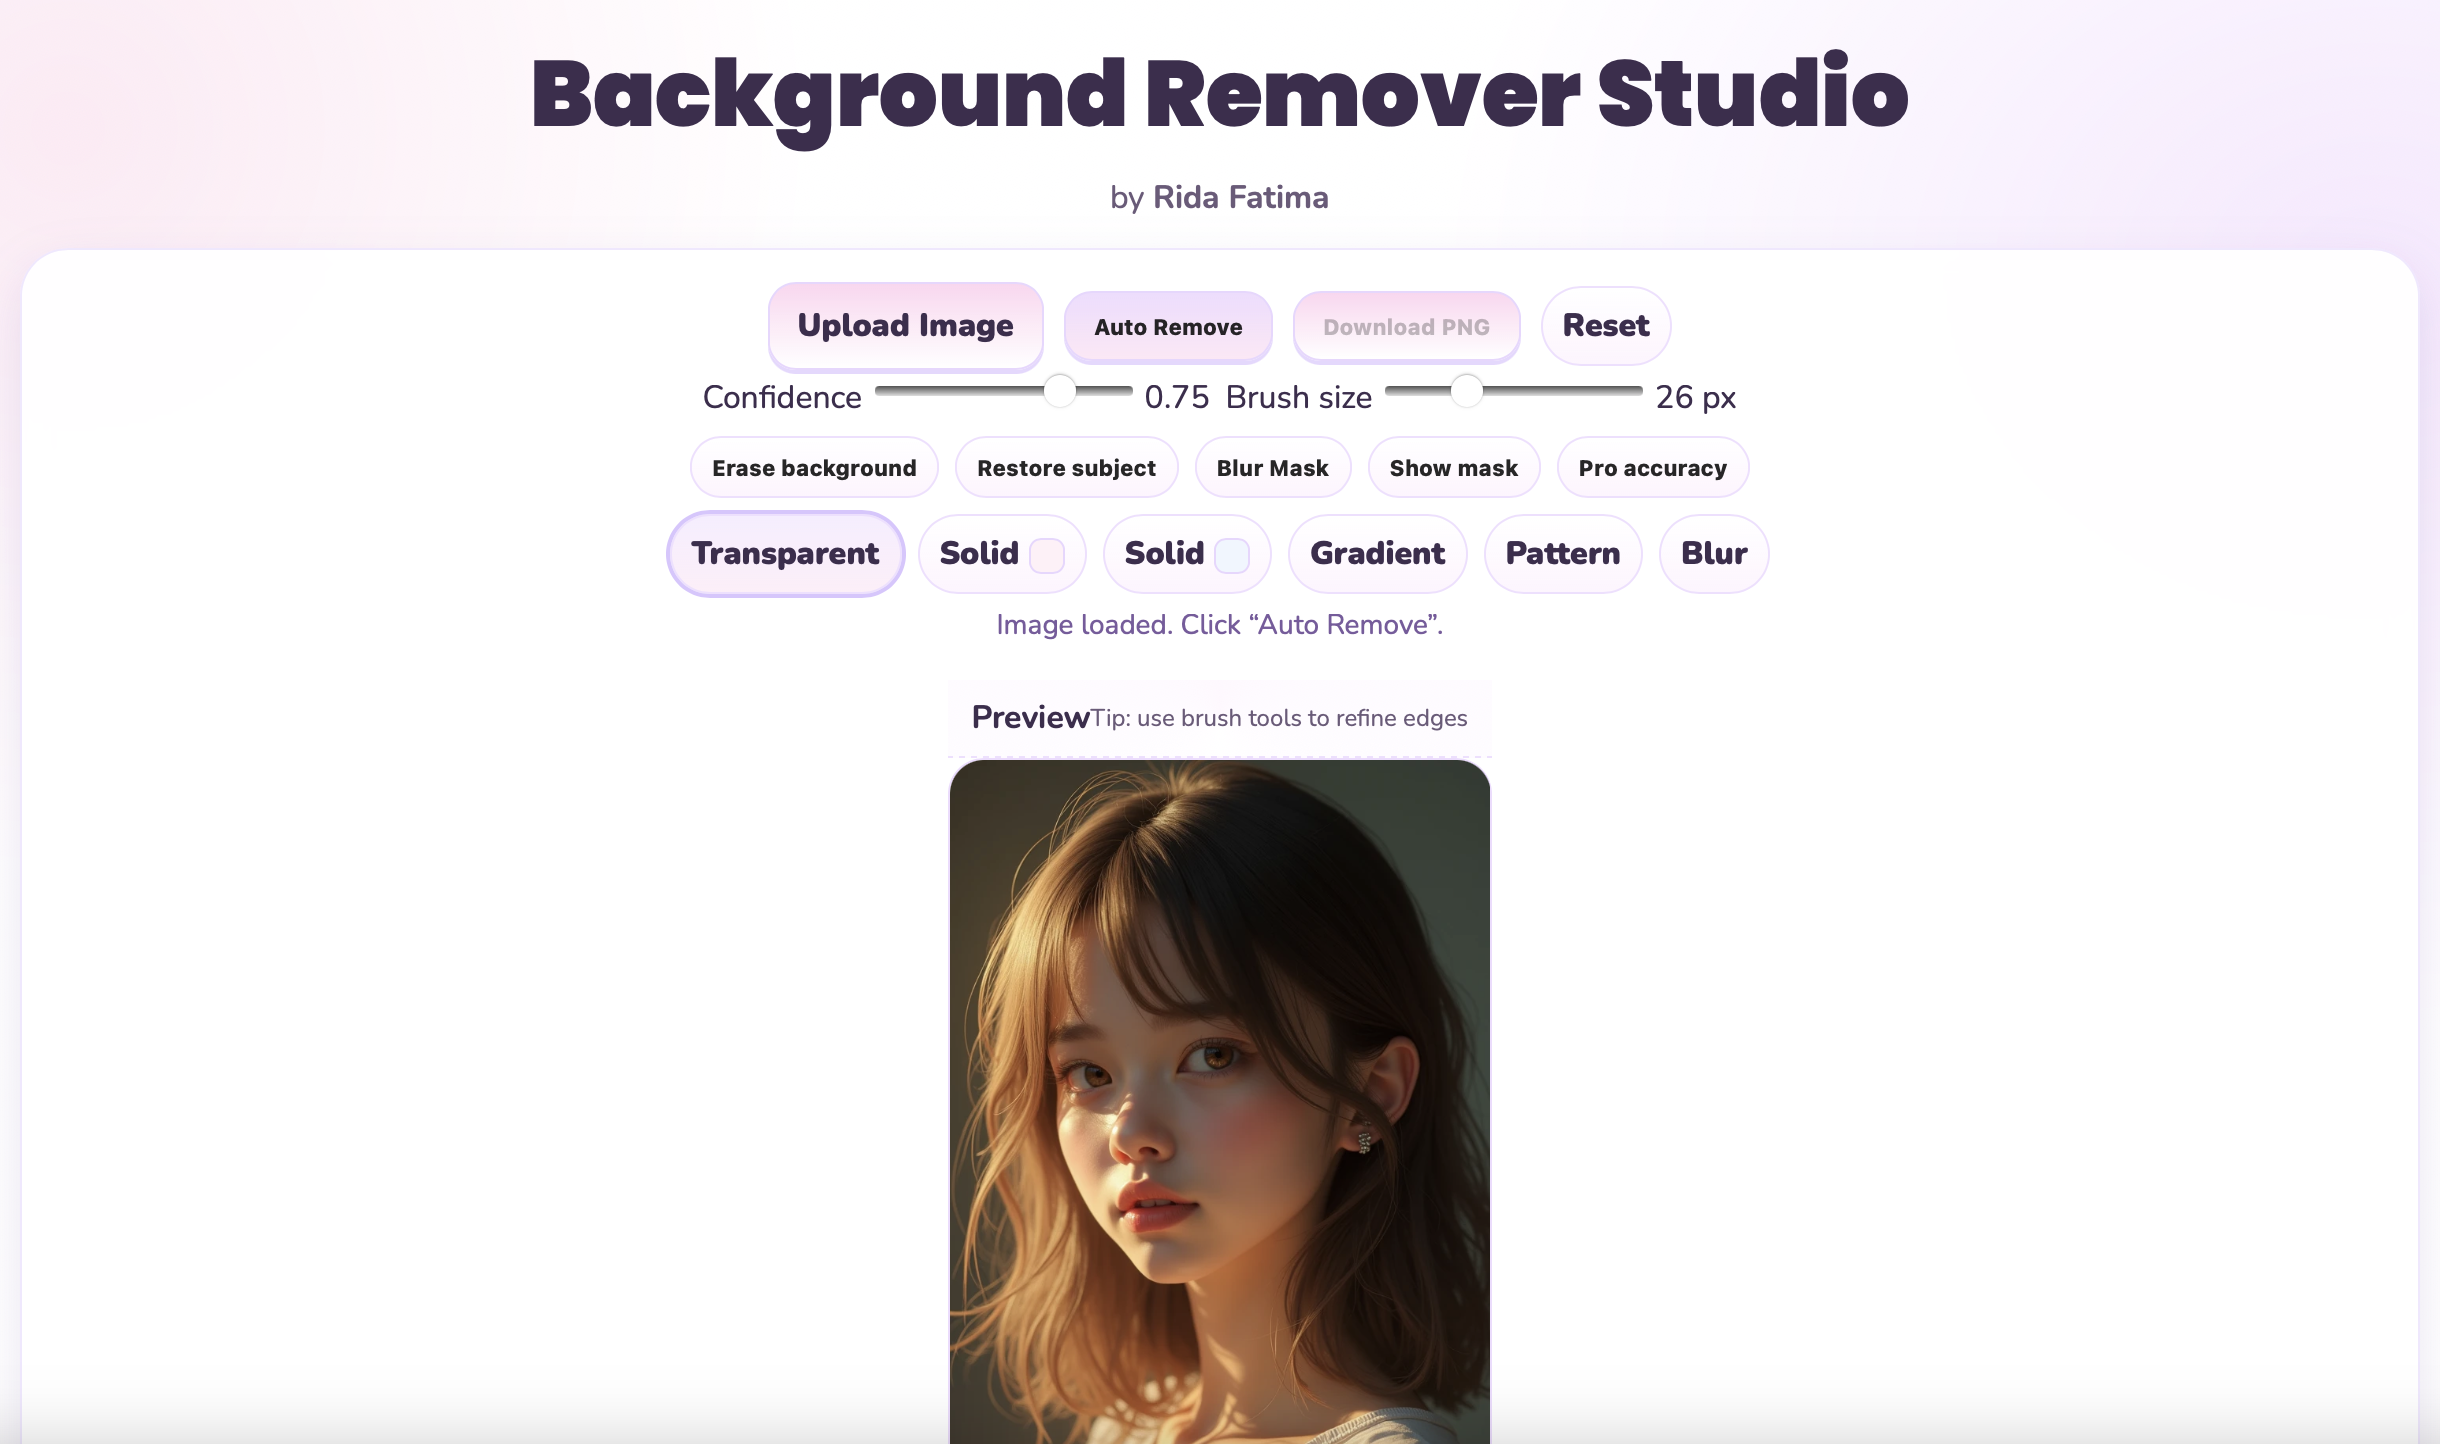 Background Remover Studio
by Rida Fatima
Upload Image Auto Remove Download PNG Reset
Confidence 0.75 Brush size 26 px
Erase background Restore subject Blur Mask Show mask Pro accuracy
Transparent Solid Solid Gradient Pattern Blur
Image loaded. Click “Auto Remove”.
Preview Tip: use brush tools to refine edges